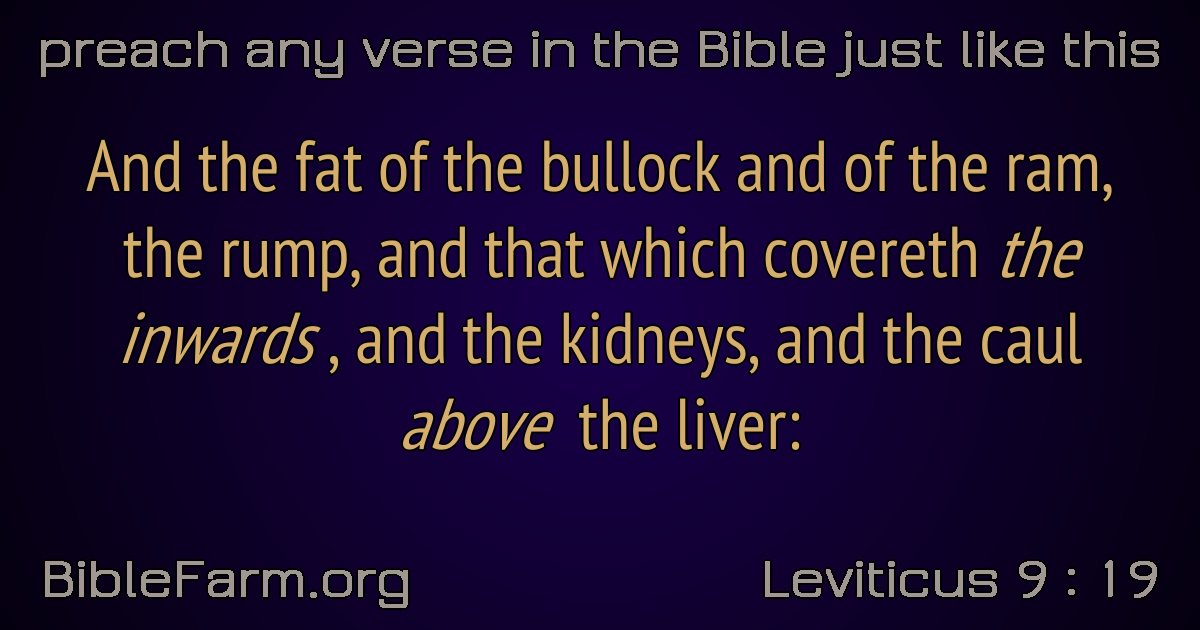 preach any verse in the Bible just like this
And the fat of the bullock and of the ram,
the rump, and that which covereth the
inwards , and the kidneys, and the caul
above the liver:
BibleFarm.org
Leviticus 9 : 19